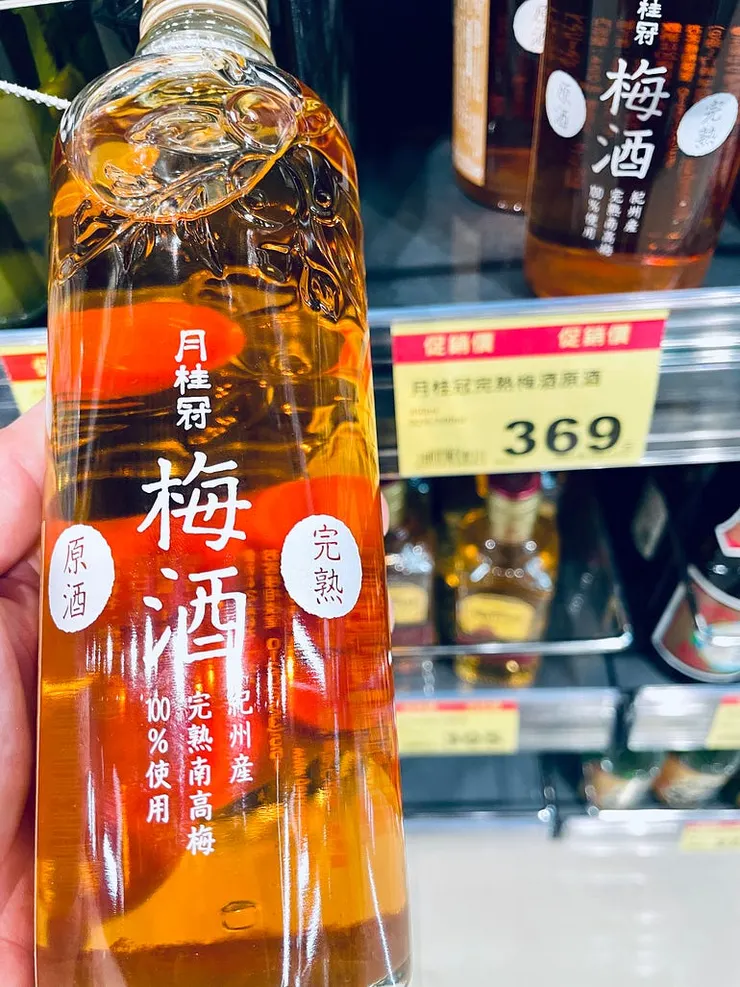 月桂冠
梅酒
原酒
完熟
紀州産
完熟南高梅
100%使用
桂冠
梅酒
原酒
完熟
紀州産
完熟南高梅
100%使用
原
促銷價 促銷價
月桂冠完熟梅酒原酒
369